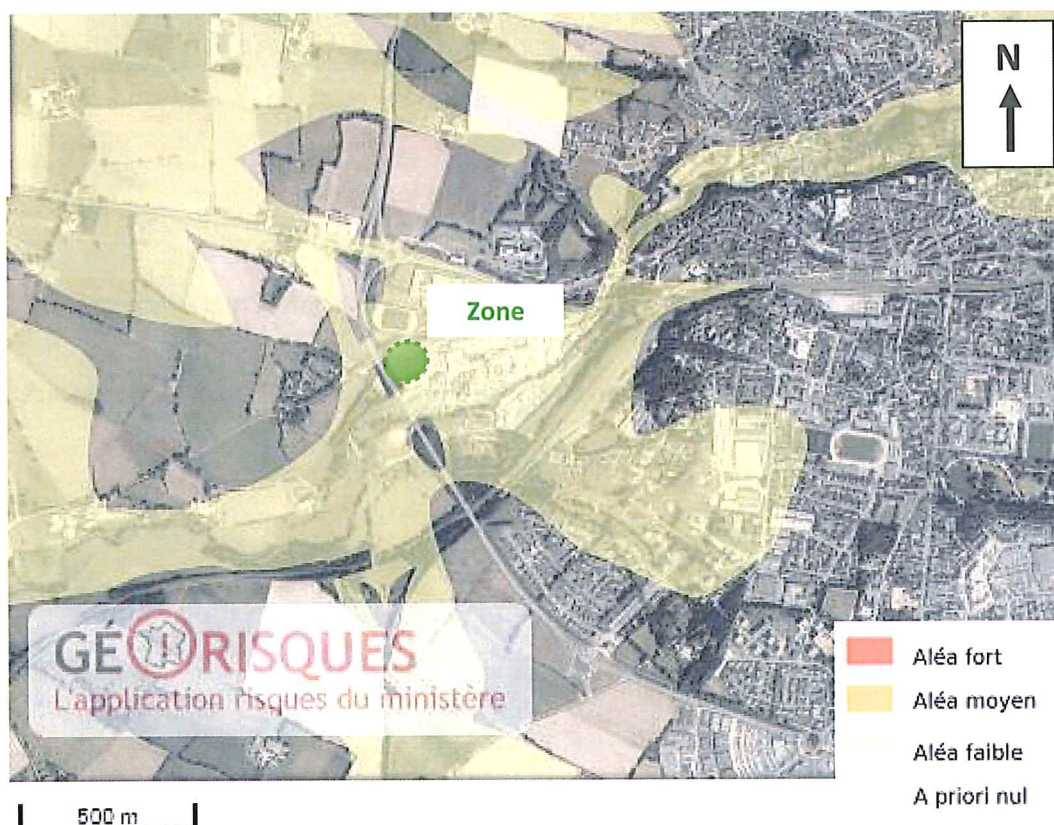 N
Zone
GÉORISQUES
L'application risques du ministère
Aléa fort
Aléa moyen
Aléa faible
A priori nul
500 m